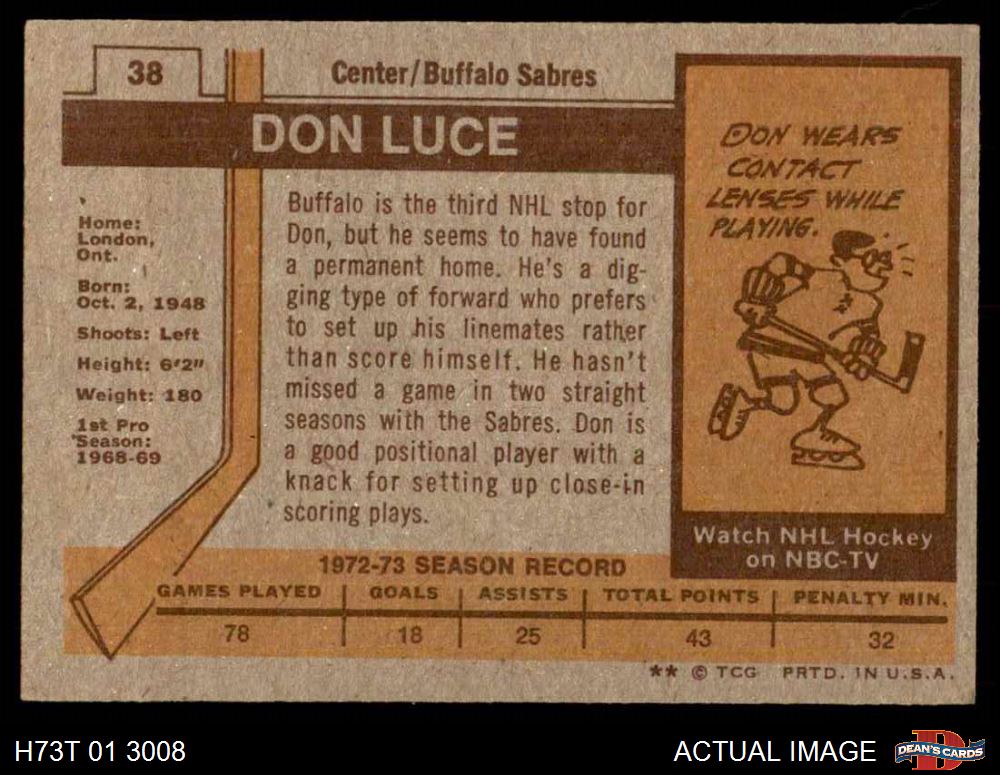 38
Center/Buffalo Sabres
DON LUCE
Home:
London,
Ont.
Born:
Oct. 2, 1948
Shoots: Left
Height: 6'2"
Weight: 180
1st Pro
Season:
1968-69
Buffalo is the third NHL stop for
Don, but he seems to have found
a permanent home. He's a dig-
ging type of forward who prefers
to set up his linemates rather
than score himself. He hasn't
missed a game in two straight
seasons with the Sabres. Don is
a good positional player with a
knack for setting up close-in
scoring plays.
DON WEARS
CONTACT
LENSES WHILE
PLAYING.
Watch NHL Hockey
on NBC-TV
1972-73 SEASON RECORD
GAMES PLAYED GOALS ASSISTS TOTAL POINTS PENALTY MIN.
78 18 25 43 32
** © TCG PRTD. IN U.S.A.
H73T 01 3008
ACTUAL IMAGE
D
DEAN'S CARDS